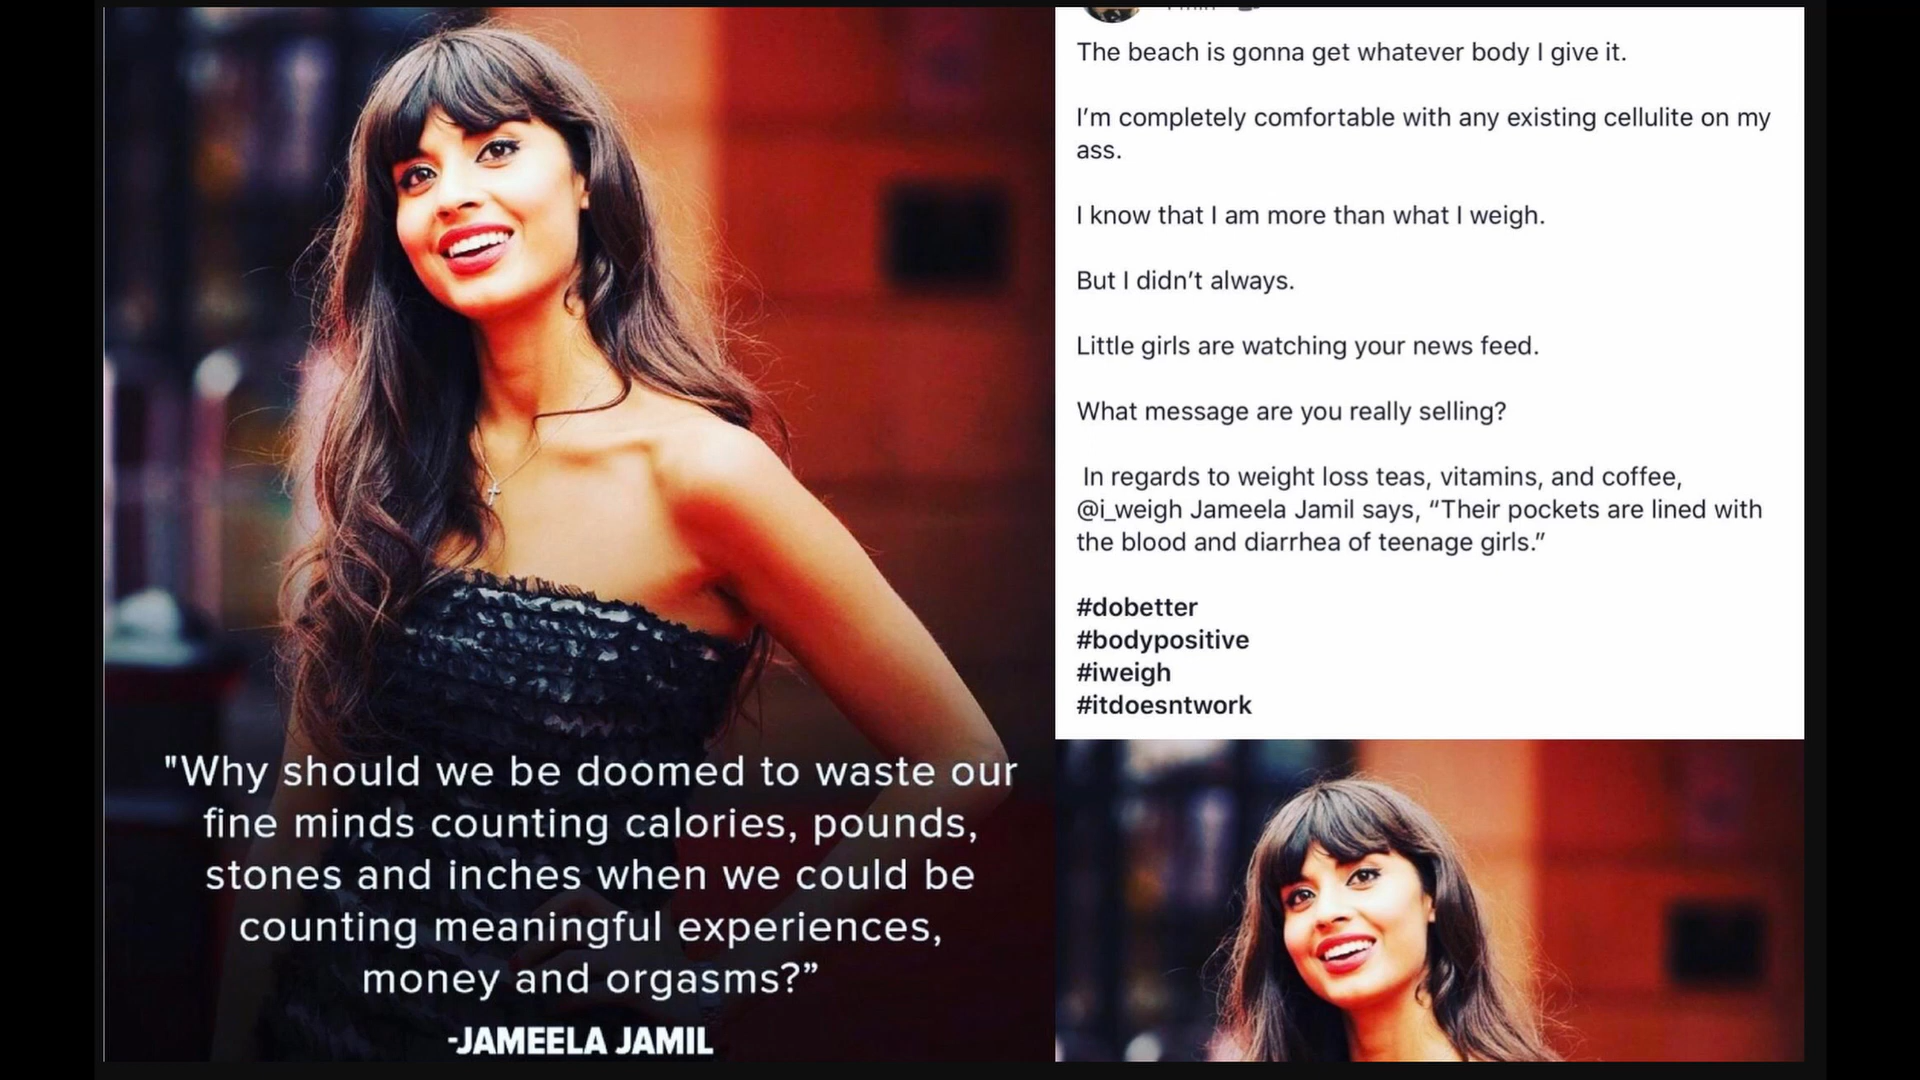 "Why should we be doomed to waste our
fine minds counting calories, pounds,
stones and inches when we could be
counting meaningful experiences,
money and orgasms?”
-JAMEELA JAMIL
The beach is gonna get whatever body I give it.
I’m completely comfortable with any existing cellulite on my
ass.
I know that I am more than what I weigh.
But I didn’t always.
Little girls are watching your news feed.
What message are you really selling?
In regards to weight loss teas, vitamins, and coffee,
@i_weigh Jameela Jamil says, “Their pockets are lined with
the blood and diarrhea of teenage girls.”
#dobetter
#bodypositive
#iweigh
#itdoesntwork